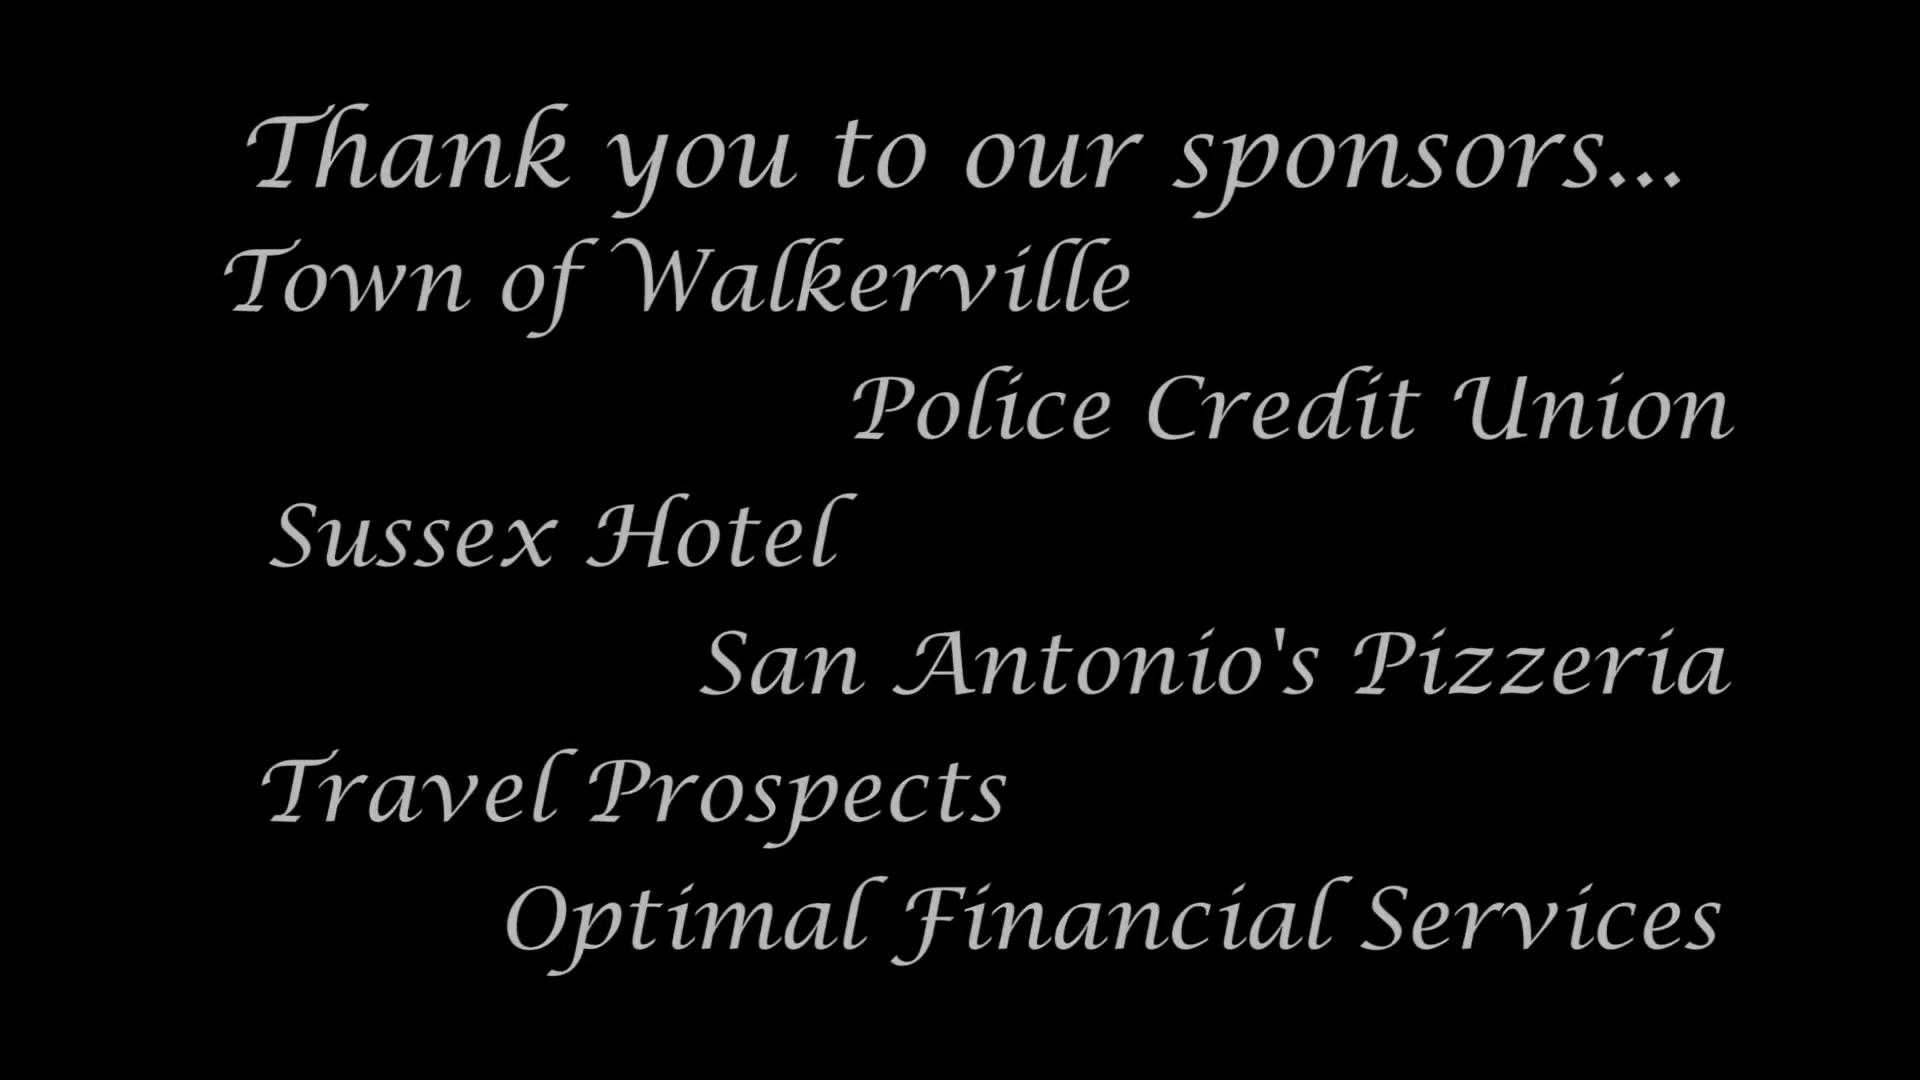 Thank you to our sponsors...
Town of Walkerville
Police Credit Union
Sussex Hotel
San Antonio's Pizzeria
Travel Prospects
Optimal Financial Services